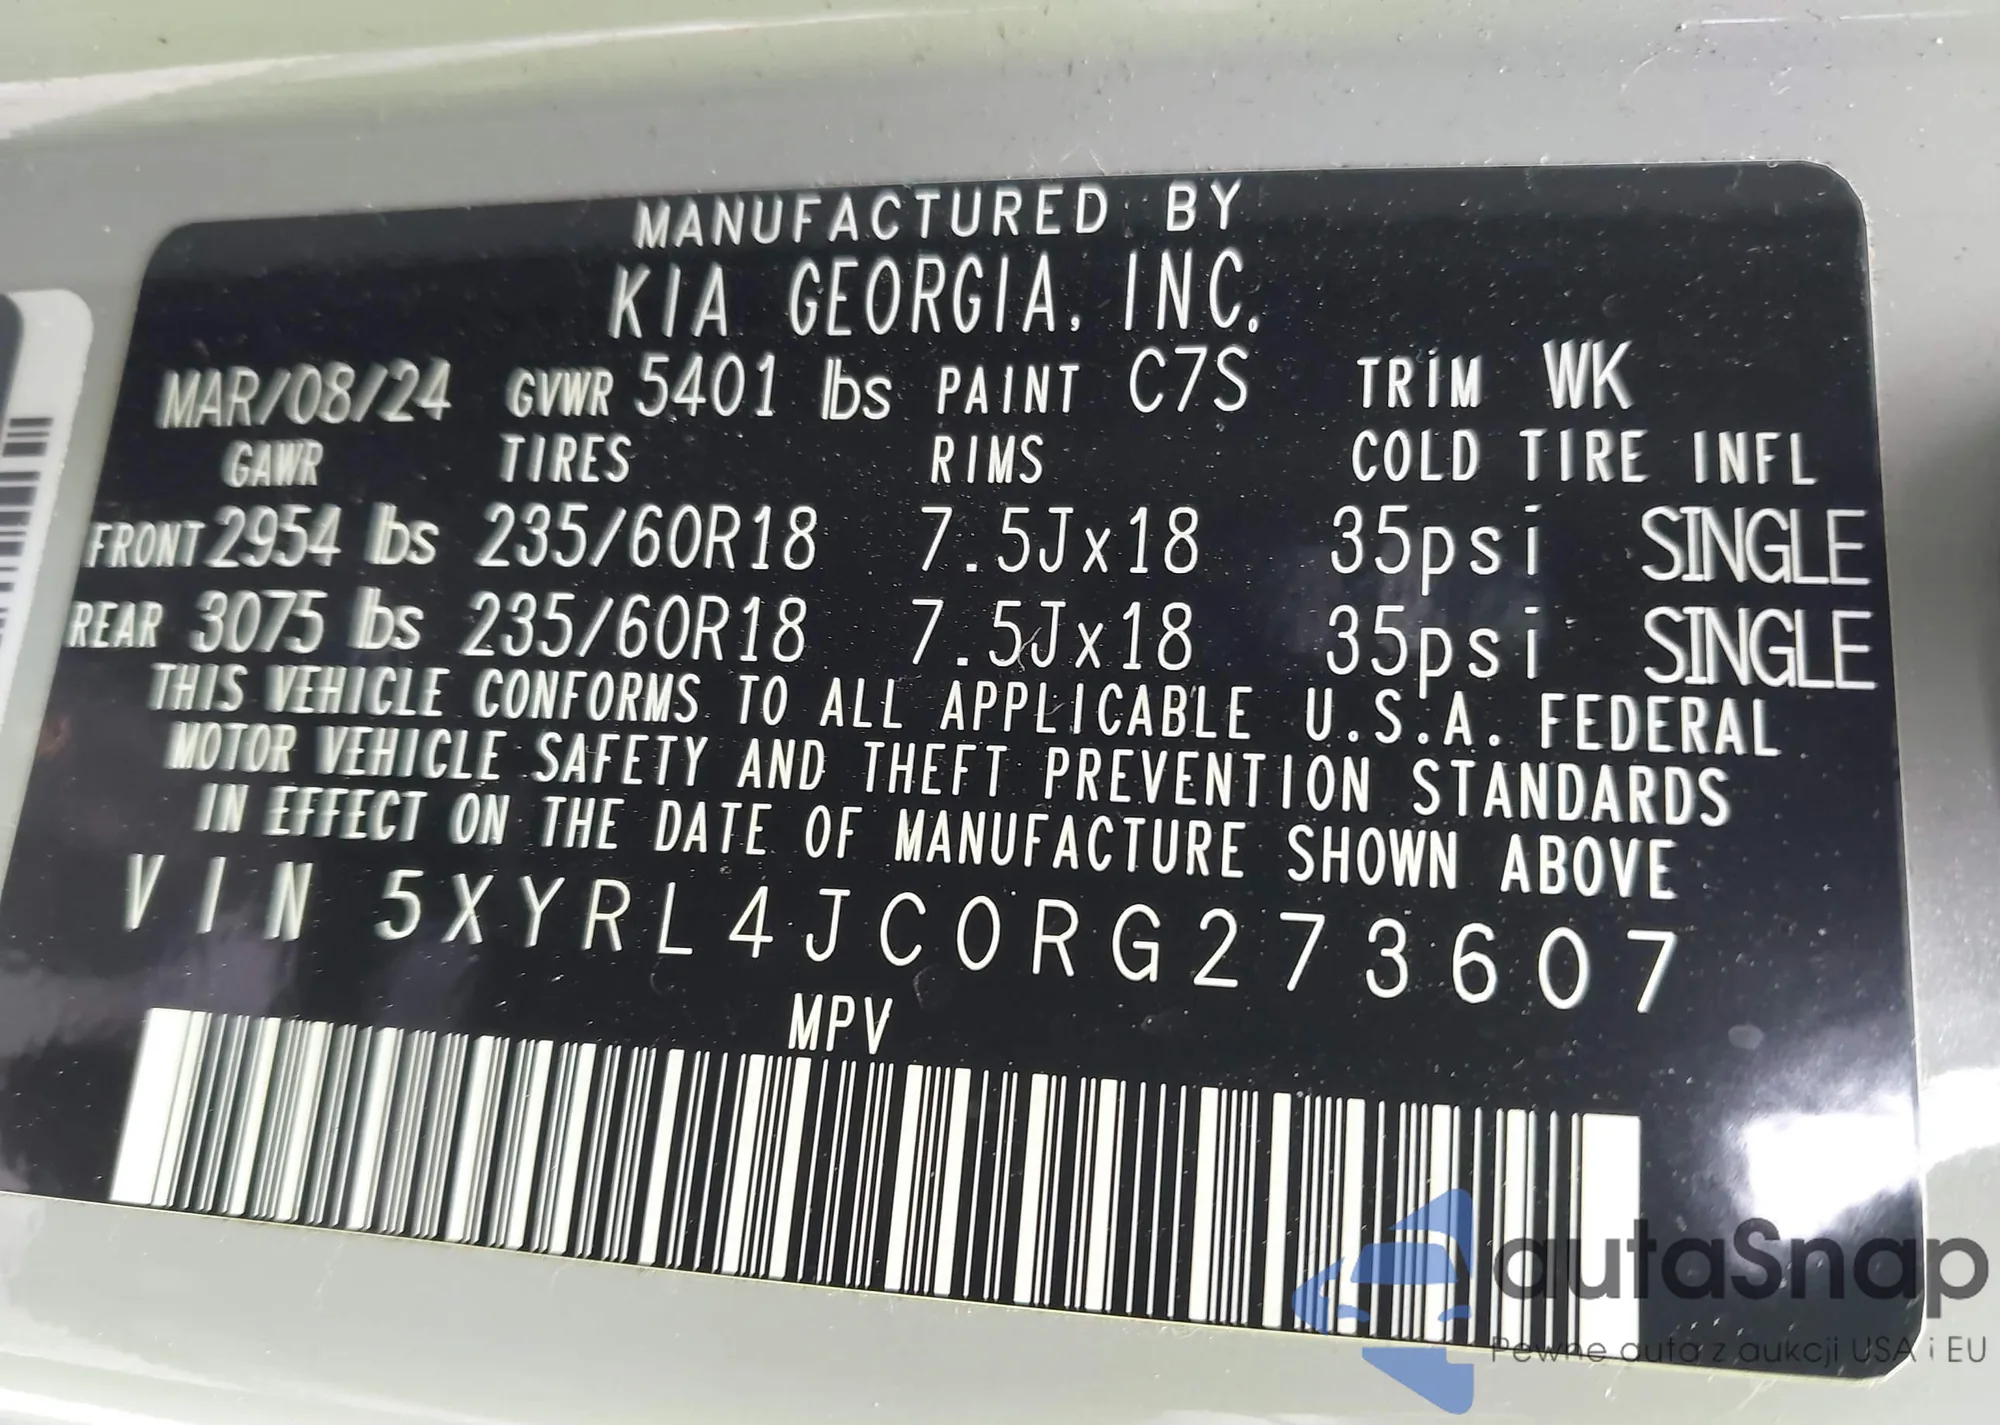 MANUFACTURED BY
KIA GEORGIA, INC.
MAR/08/24 GVWR 5401 lbs PAINT C7S TRIM WK
GAWR TIRES RIMS COLD TIRE INFL
FRONT 2954 lbs 235/60R18 7.5Jx18 35psi SINGLE
REAR 3075 lbs 235/60R18 7.5Jx18 35psi SINGLE
THIS VEHICLE CONFORMS TO ALL APPLICABLE U.S.A. FEDERAL
MOTOR VEHICLE SAFETY AND THEFT PREVENTION STANDARDS
IN EFFECT ON THE DATE OF MANUFACTURE SHOWN ABOVE
VIN 5XYRL4JC0RG273607
MPV
autaSnap
Pewne auta z aukcji USA i EU